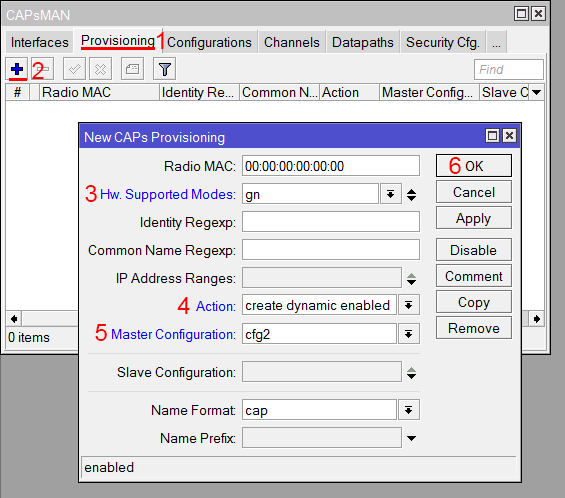 CAPsMAN
Interfaces Provisioning 1 Configurations Channels Datapaths Security Cfg. ...
2 Find
# Radio MAC Identity Re... Common N... Action Master Config... Slave C
New CAPs Provisioning
Radio MAC: 00:00:00:00:00:00 6 OK
3 Hw. Supported Modes: gn Cancel
Identity Regexp: Apply
Common Name Regexp: Disable
IP Address Ranges: Comment
4 Action: create dynamic enabled Copy
5 Master Configuration: cfg2 Remove
0 items
Slave Configuration:
Name Format: cap
Name Prefix:
enabled